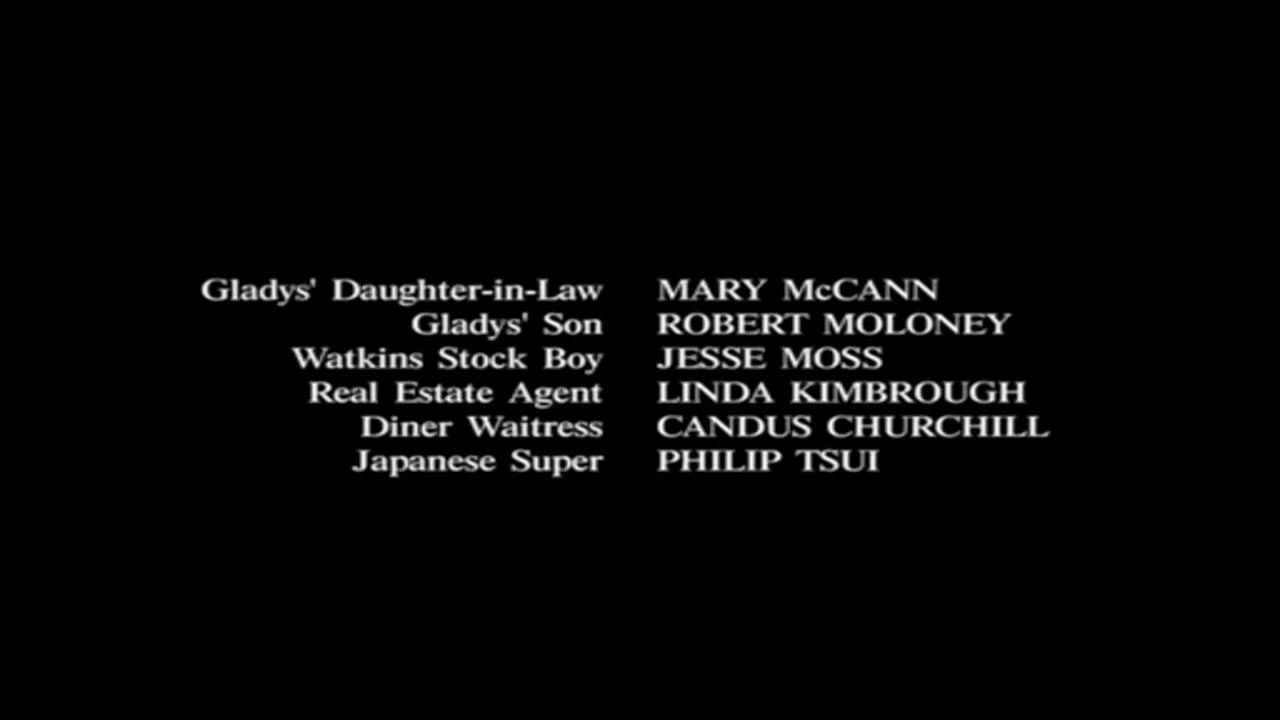 Gladys' Daughter-in-Law MARY McCANN
Gladys' Son ROBERT MOLONEY
Watkins Stock Boy JESSE MOSS
Real Estate Agent LINDA KIMBROUGH
Diner Waitress CANDUS CHURCHILL
Japanese Super PHILIP TSUI